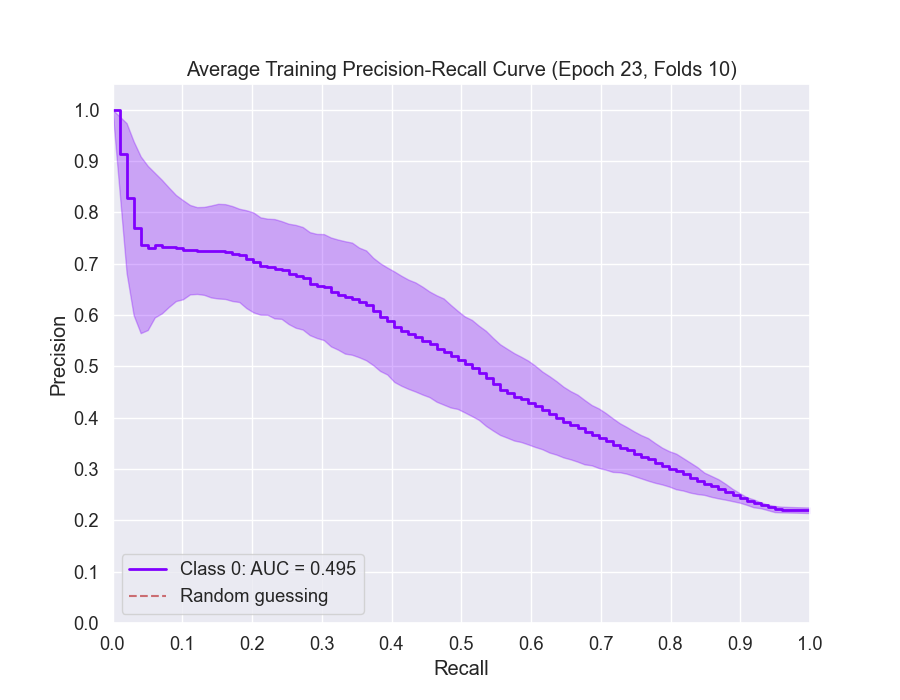 Average Training Precision-Recall Curve (Epoch 23, Folds 10)
1.0
0.9
0.8
0.7
0.6
0.5
0.4
0.3
0.2
0.1
0.0
Precision
Class 0: AUC = 0.495
Random guessing
0.0 0.1 0.2 0.3 0.4 0.5 0.6 0.7 0.8 0.9 1.0
Recall